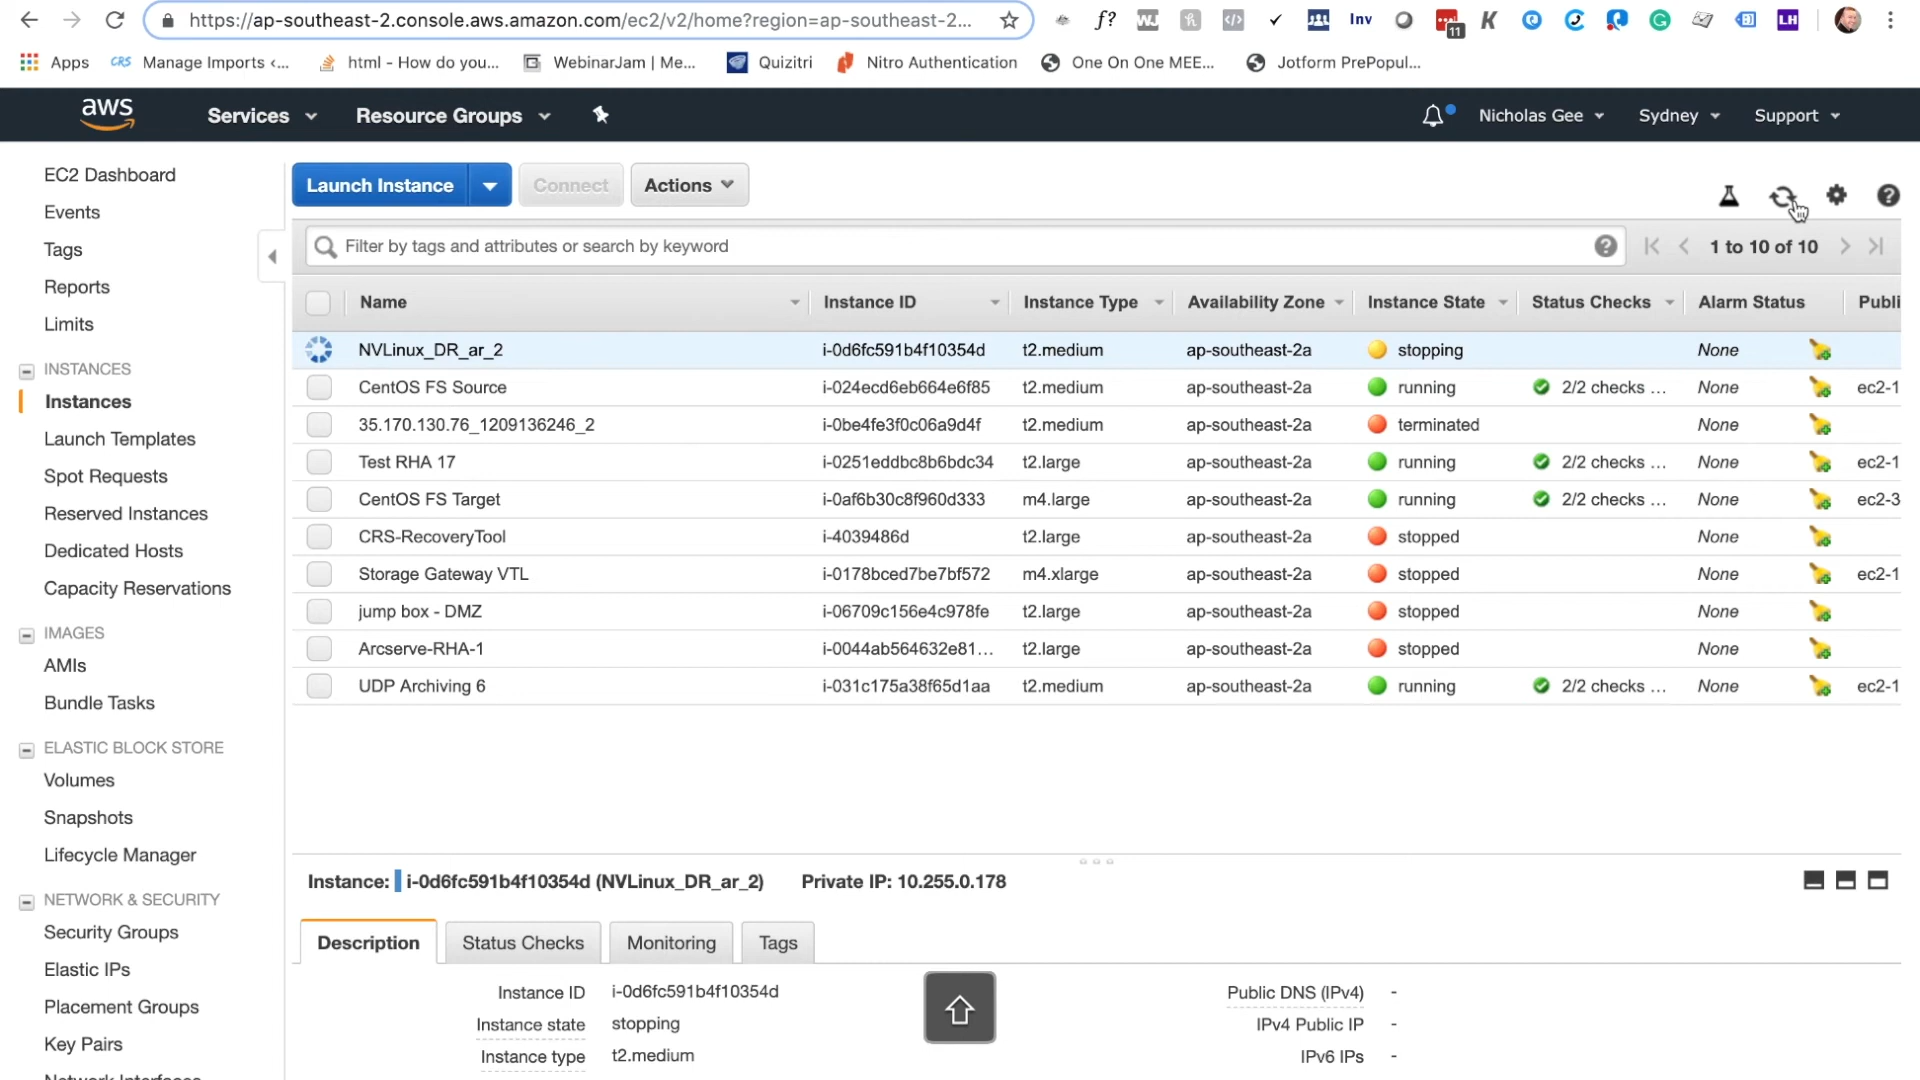 https://ap-southeast-2.console.aws.amazon.com/ec2/v2/home?region=ap-southeast-2...
f?
WJ
Inv
11
K
LH
Apps
CRS Manage Imports ‹...
html - How do you...
WebinarJam | Me...
Quizitri
Nitro Authentication
One On One MEE...
Jotform PrePopul...
aws
Services
Resource Groups
Nicholas Gee
Sydney
Support
EC2 Dashboard
Events
Tags
Reports
Limits
INSTANCES
Instances
Launch Templates
Spot Requests
Reserved Instances
Dedicated Hosts
Capacity Reservations
IMAGES
AMIs
Bundle Tasks
ELASTIC BLOCK STORE
Volumes
Snapshots
Lifecycle Manager
NETWORK & SECURITY
Security Groups
Elastic IPs
Placement Groups
Key Pairs
Network Interfaces
Launch Instance
Connect
Actions
Filter by tags and attributes or search by keyword
1 to 10 of 10
Name Instance ID Instance Type Availability Zone Instance State Status Checks Alarm Status Publi
NVLinux_DR_ar_2 i-0d6fc591b4f10354d t2.medium ap-southeast-2a stopping None
CentOS FS Source i-024ecd6eb664e6f85 t2.medium ap-southeast-2a running 2/2 checks ... None ec2-1
35.170.130.76_1209136246_2 i-0be4fe3f0c06a9d4f t2.medium ap-southeast-2a terminated None
Test RHA 17 i-0251eddbc8b6bdc34 t2.large ap-southeast-2a running 2/2 checks ... None ec2-1
CentOS FS Target i-0af6b30c8f960d333 m4.large ap-southeast-2a running 2/2 checks ... None ec2-3
CRS-RecoveryTool i-4039486d t2.large ap-southeast-2a stopped None
Storage Gateway VTL i-0178bced7be7bf572 m4.xlarge ap-southeast-2a stopped None ec2-1
jump box - DMZ i-06709c156e4c978fe t2.large ap-southeast-2a stopped None
Arcserve-RHA-1 i-0044ab564632e81... t2.large ap-southeast-2a stopped None
UDP Archiving 6 i-031c175a38f65d1aa t2.medium ap-southeast-2a running 2/2 checks ... None ec2-1
Instance: i-0d6fc591b4f10354d (NVLinux_DR_ar_2) Private IP: 10.255.0.178
Description Status Checks Monitoring Tags
Instance ID i-0d6fc591b4f10354d Public DNS (IPv4) -
Instance state stopping IPv4 Public IP -
Instance type t2.medium IPv6 IPs -